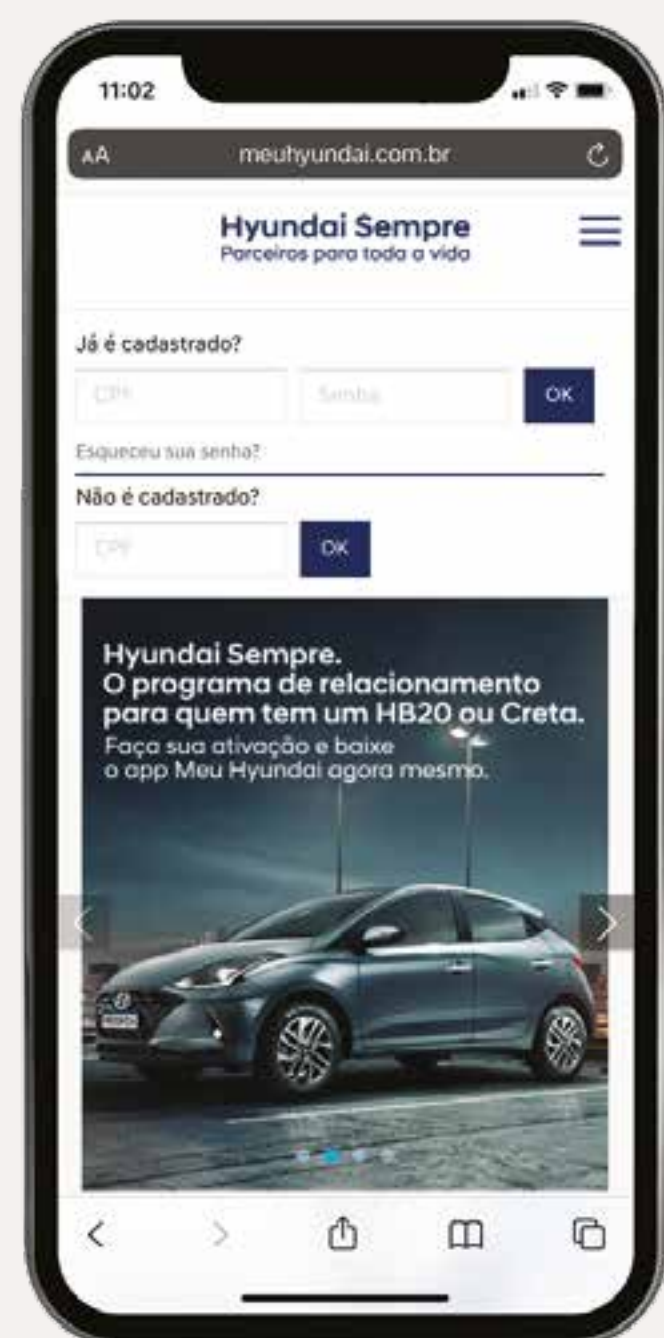 11:02
AA meuhyundai.com.br
Hyundai Sempre
Parceiros para toda a vida
Já é cadastrado?
CPF Senha OK
Esqueceu sua senha?
Não é cadastrado?
CPF OK
Hyundai Sempre.
O programa de relacionamento
para quem tem um HB20 ou Creta.
Faça sua ativação e baixe
o app Meu Hyundai agora mesmo.